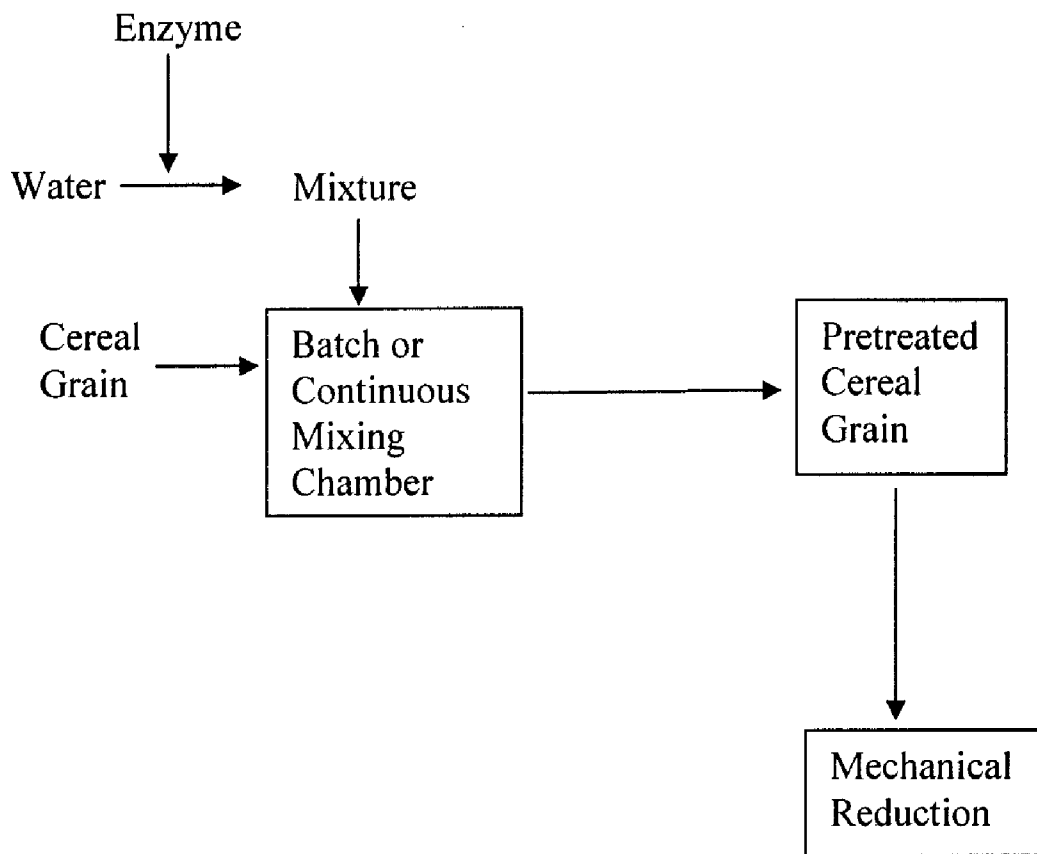 Enzyme
Water
Mixture
Cereal
Grain
Batch or
Continuous
Mixing
Chamber
Pretreated
Cereal
Grain
Mechanical
Reduction